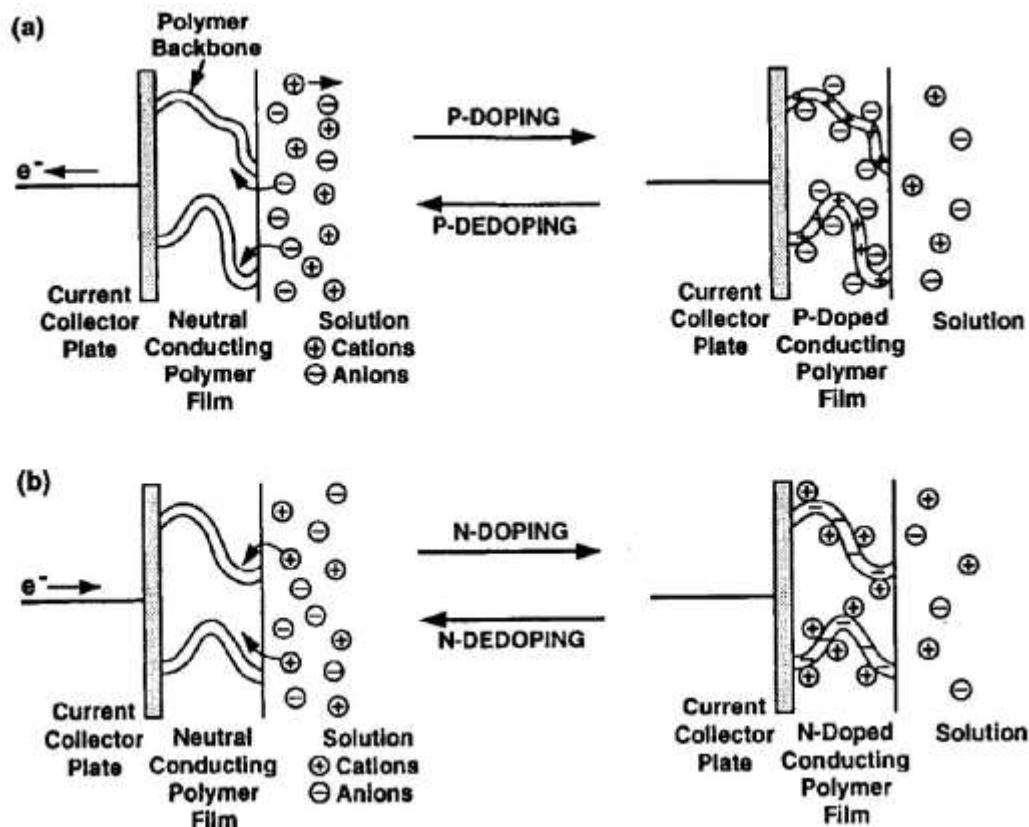 (a)
Polymer
Backbone
e⁻
P-DOPING
P-DEDOPING
Current
Collector
Plate
Neutral
Conducting
Polymer
Film
Solution
⊕ Cations
⊖ Anions
Current
Collector
Plate
P-Doped
Conducting
Polymer
Film
Solution
(b)
e⁻
N-DOPING
N-DEDOPING
Current
Collector
Plate
Neutral
Conducting
Polymer
Film
Solution
⊕ Cations
⊖ Anions
Current
Collector
Plate
N-Doped
Conducting
Polymer
Film
Solution